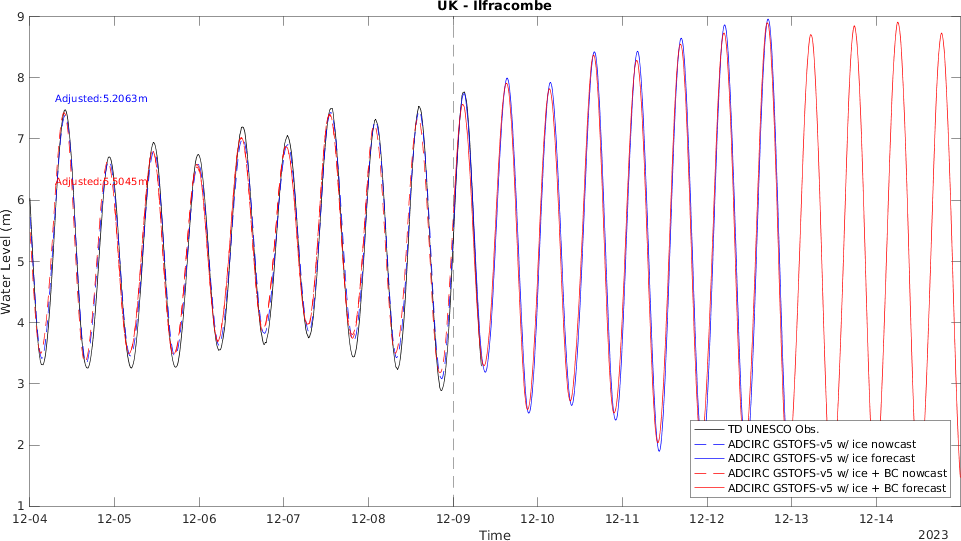 UK - Ilfracombe
9
8
7
6
5
4
3
2
1
Water Level (m)
Adjusted:5.2063m
Adjusted:5.5045m
TD UNESCO Obs.
ADCIRC GSTOFS-v5 w/ ice nowcast
ADCIRC GSTOFS-v5 w/ ice forecast
ADCIRC GSTOFS-v5 w/ ice + BC nowcast
ADCIRC GSTOFS-v5 w/ ice + BC forecast
12-04 12-05 12-06 12-07 12-08 12-09 12-10 12-11 12-12 12-13 12-14
Time
2023